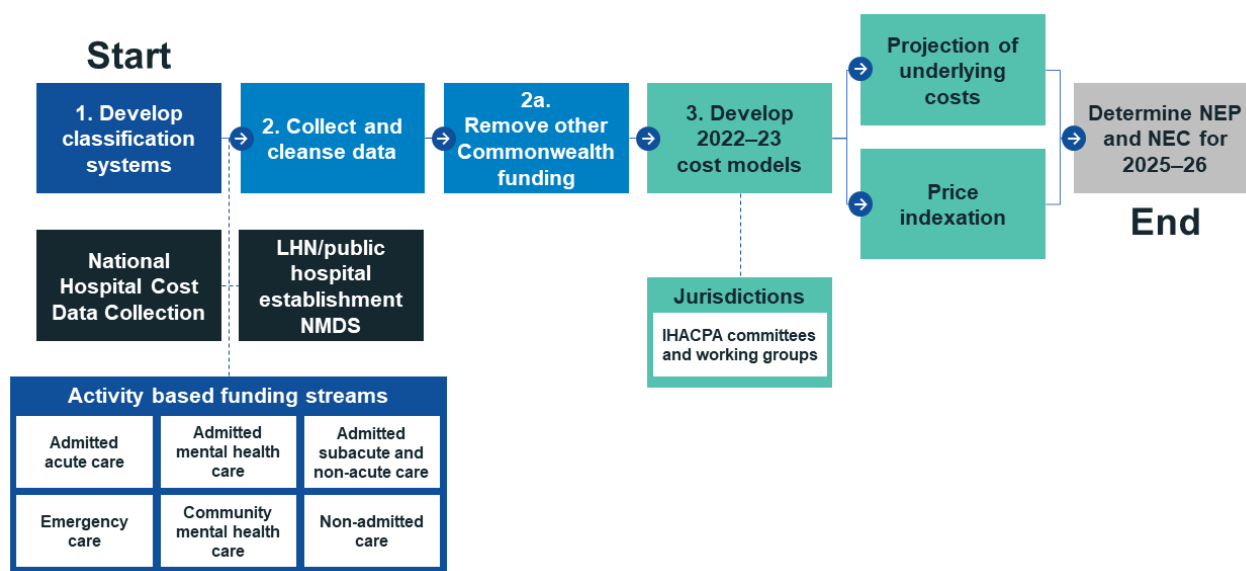 Start
1. Develop
classification
systems
2. Collect and
cleanse data
2a.
Remove other
Commonwealth
funding
3. Develop
2022–23
cost models
Projection of
underlying
costs
Price
indexation
Determine NEP
and NEC for
2025–26
End
National
Hospital Cost
Data Collection
LHN/public
hospital
establishment
NMDS
Jurisdictions
IHACPA committees
and working groups
Activity based funding streams
Admitted
acute care
Admitted
mental health
care
Admitted
subacute and
non-acute care
Emergency
care
Community
mental health
care
Non-admitted
care